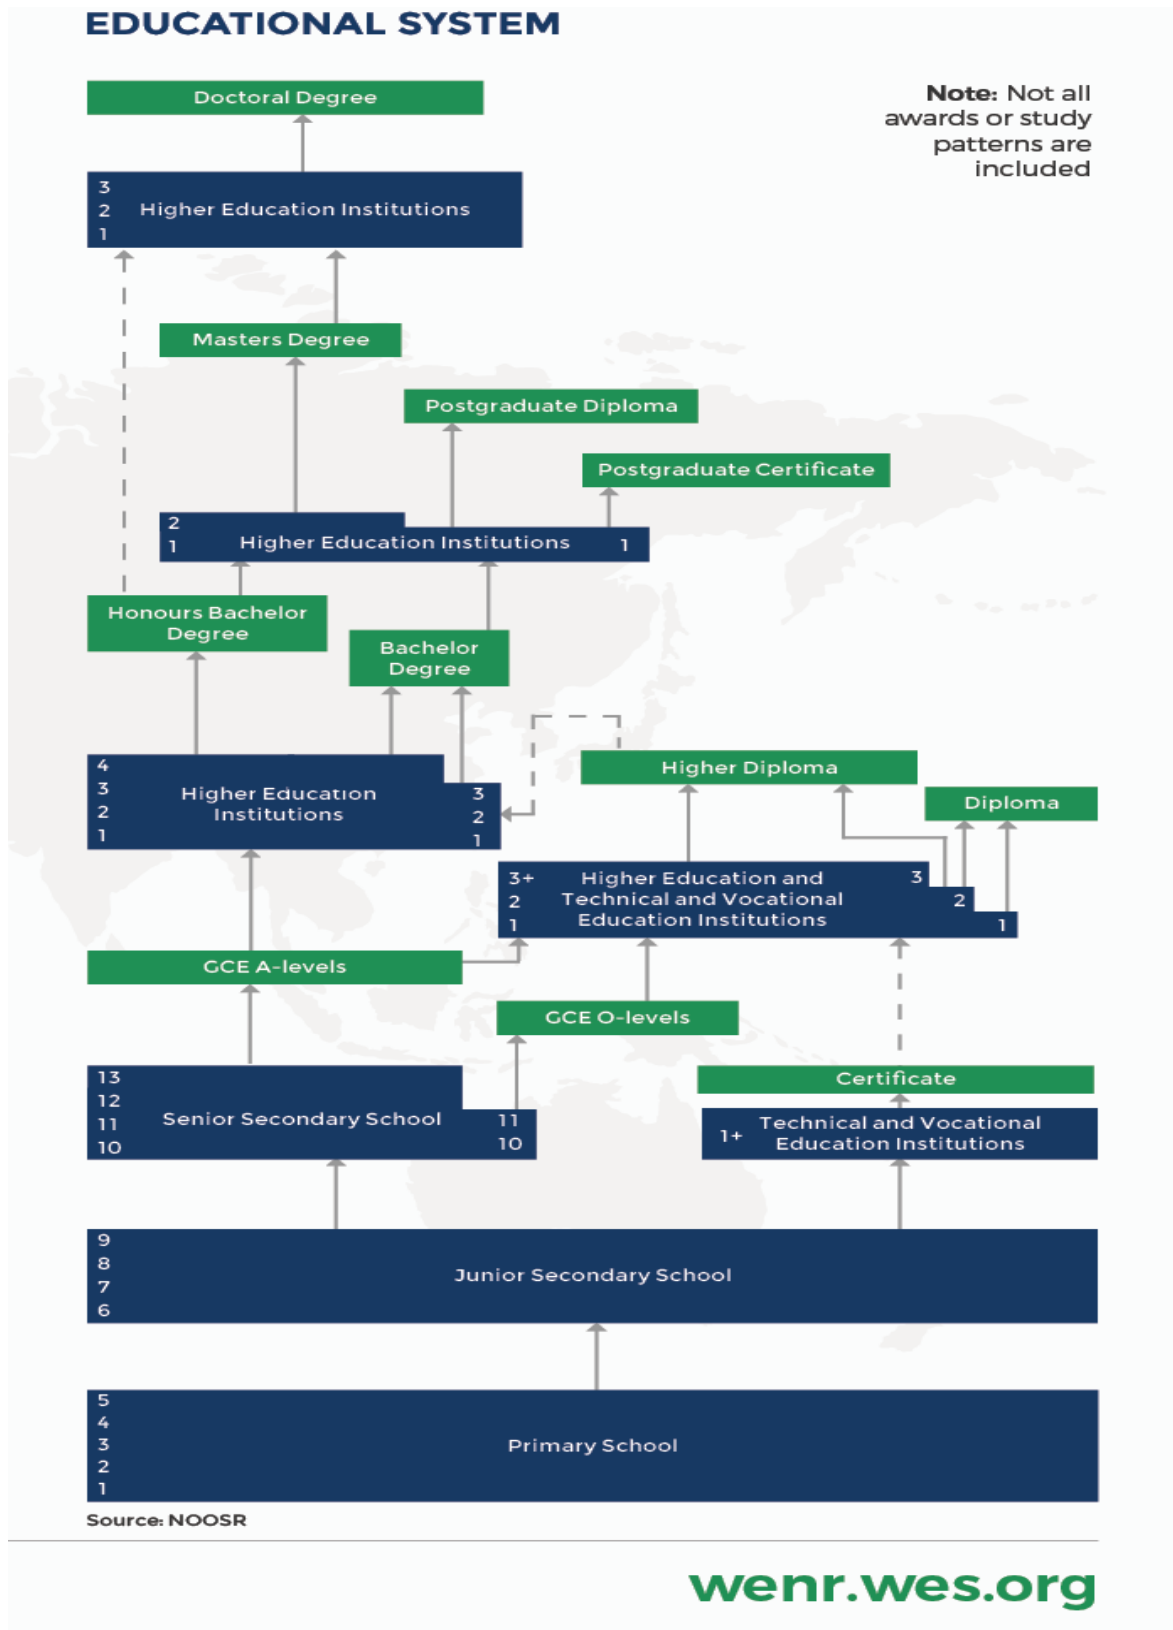 EDUCATIONAL SYSTEM
Doctoral Degree
Note: Not all
awards or study
patterns are
included
3
2
1
Higher Education Institutions
Masters Degree
Postgraduate Diploma
Postgraduate Certificate
2
1
Higher Education Institutions
1
Honours Bachelor
Degree
Bachelor
Degree
4
3
2
1
Higher Education
Institutions
3
2
1
Higher Diploma
Diploma
3+
2
1
Higher Education and
Technical and Vocational
Education Institutions
3
2
1
GCE A-levels
GCE O-levels
Certificate
13
12
11
10
Senior Secondary School
11
10
1+
Technical and Vocational
Education Institutions
9
8
7
6
Junior Secondary School
5
4
3
2
1
Primary School
Source: NOOSR
wenr.wes.org